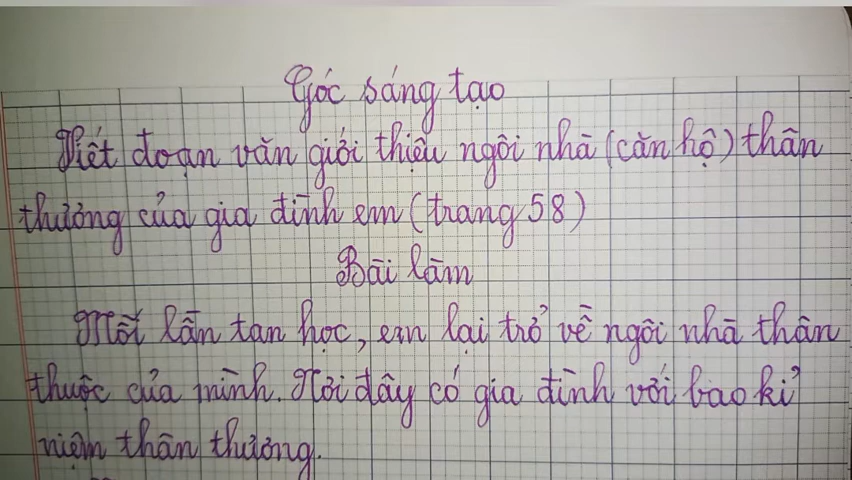 Góc sáng tạo
Viết đoạn văn giới thiệu ngôi nhà (căn hộ) thân
thương của gia đình em (trang 58)
Bài làm
Mỗi lần tan học, em lại trở về ngôi nhà thân
thuộc của mình. Nơi đây có gia đình với bao kỉ
niệm thân thương.